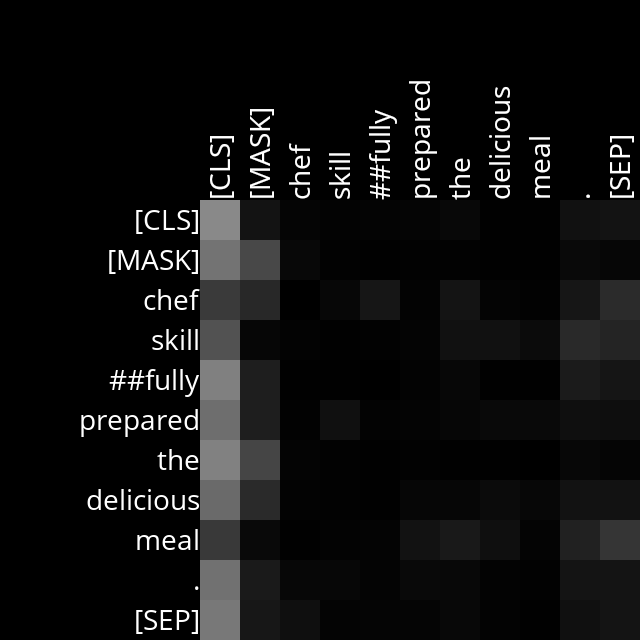 [CLS] [MASK] chef skill ##fully prepared the delicious meal . [SEP]
[CLS]
[MASK]
chef
skill
##fully
prepared
the
delicious
meal
.
[SEP]